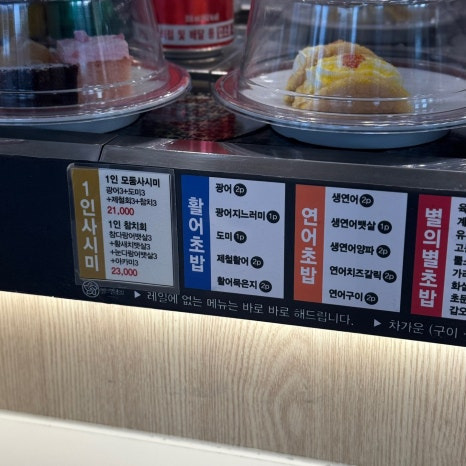 1인사시미
1인 모둠사시미
광어3+도미3
+제철회3+참치3
21,000
1인 참치회
참다랑어뱃살3
+황새치뱃살3
+눈다랑어뱃살3
+아카미3
23,000
활어초밥
광어 2p
광어지느러미 1p
도미 1p
제철활어 2p
활어묵은지 2p
연어초밥
생연어 2p
생연어뱃살 1p
생연어양파 2p
연어치즈갈릭 2p
연어구이 2p
별의별초밥
▶ 레일에 없는 메뉴는 바로 바로 해드립니다.
▶ 차가운 (구이